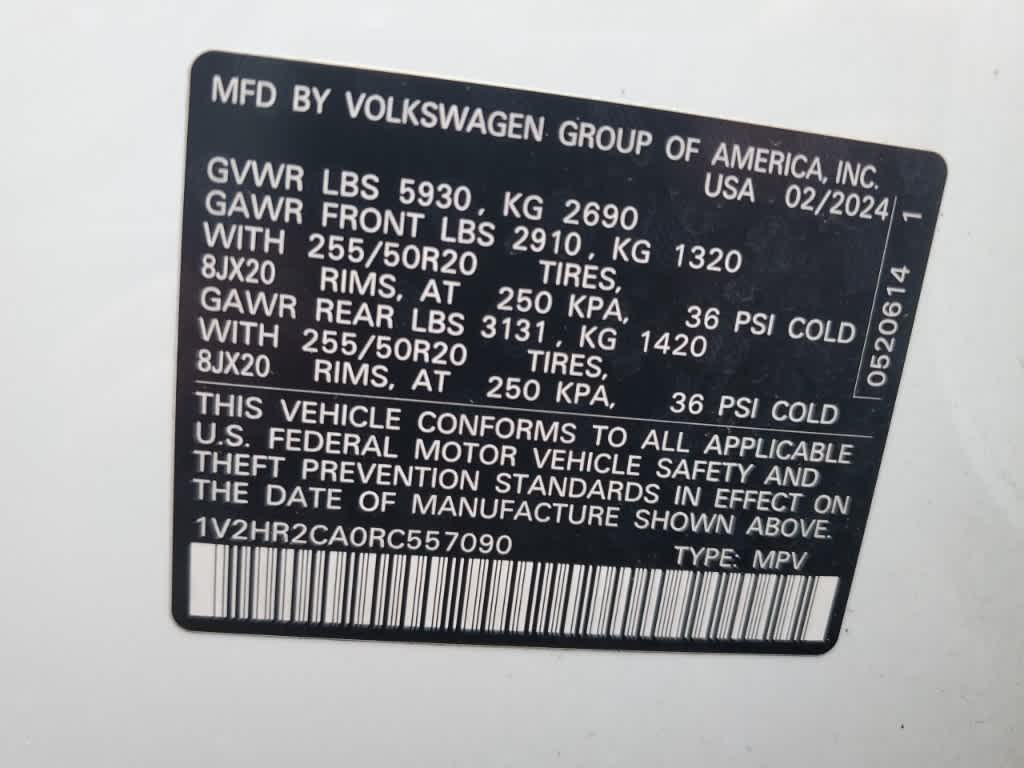 MFD BY VOLKSWAGEN GROUP OF AMERICA, INC.
USA 02/2024
GVWR LBS 5930, KG 2690
GAWR FRONT LBS 2910, KG 1320
WITH 255/50R20 TIRES,
8JX20 RIMS, AT 250 KPA, 36 PSI COLD
GAWR REAR LBS 3131, KG 1420
WITH 255/50R20 TIRES,
8JX20 RIMS, AT 250 KPA, 36 PSI COLD
0520614 1
THIS VEHICLE CONFORMS TO ALL APPLICABLE
U.S. FEDERAL MOTOR VEHICLE SAFETY AND
THEFT PREVENTION STANDARDS IN EFFECT ON
THE DATE OF MANUFACTURE SHOWN ABOVE.
1V2HR2CA0RC557090 TYPE: MPV